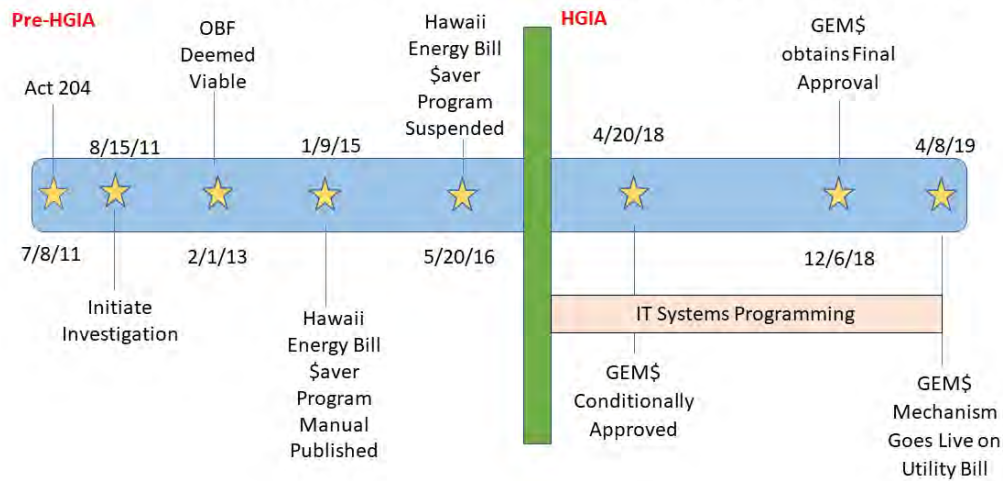 Pre-HGIA
HGIA
Act 204
OBF
Deemed
Viable
Hawaii
Energy Bill
$aver
Program
Suspended
GEM$
obtains Final
Approval
8/15/11
1/9/15
4/20/18
4/8/19
7/8/11
2/1/13
5/20/16
12/6/18
Initiate
Investigation
Hawaii
Energy Bill
$aver
Program
Manual
Published
IT Systems Programming
GEM$
Conditionally
Approved
GEM$
Mechanism
Goes Live on
Utility Bill